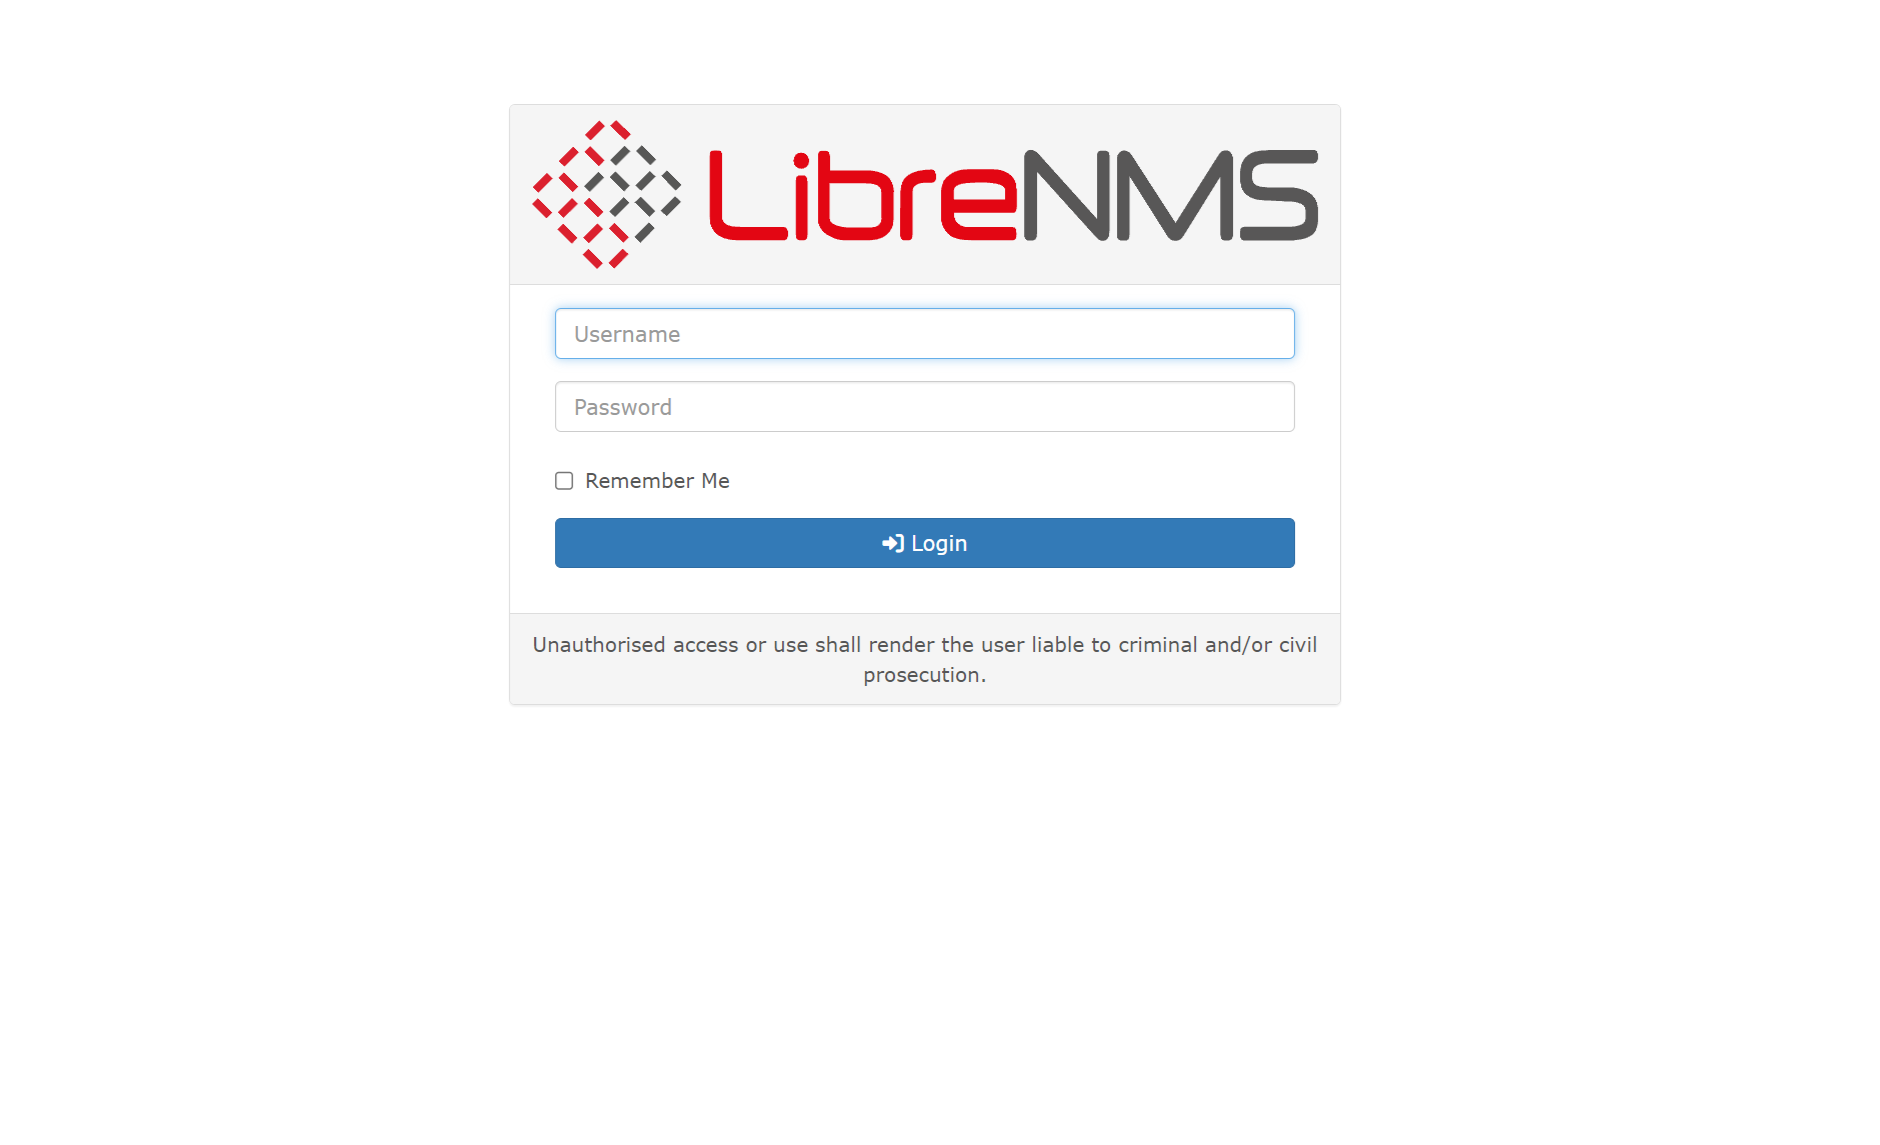 LibreNMS
Username
Password
Remember Me
Login
Unauthorised access or use shall render the user liable to criminal and/or civil
prosecution.